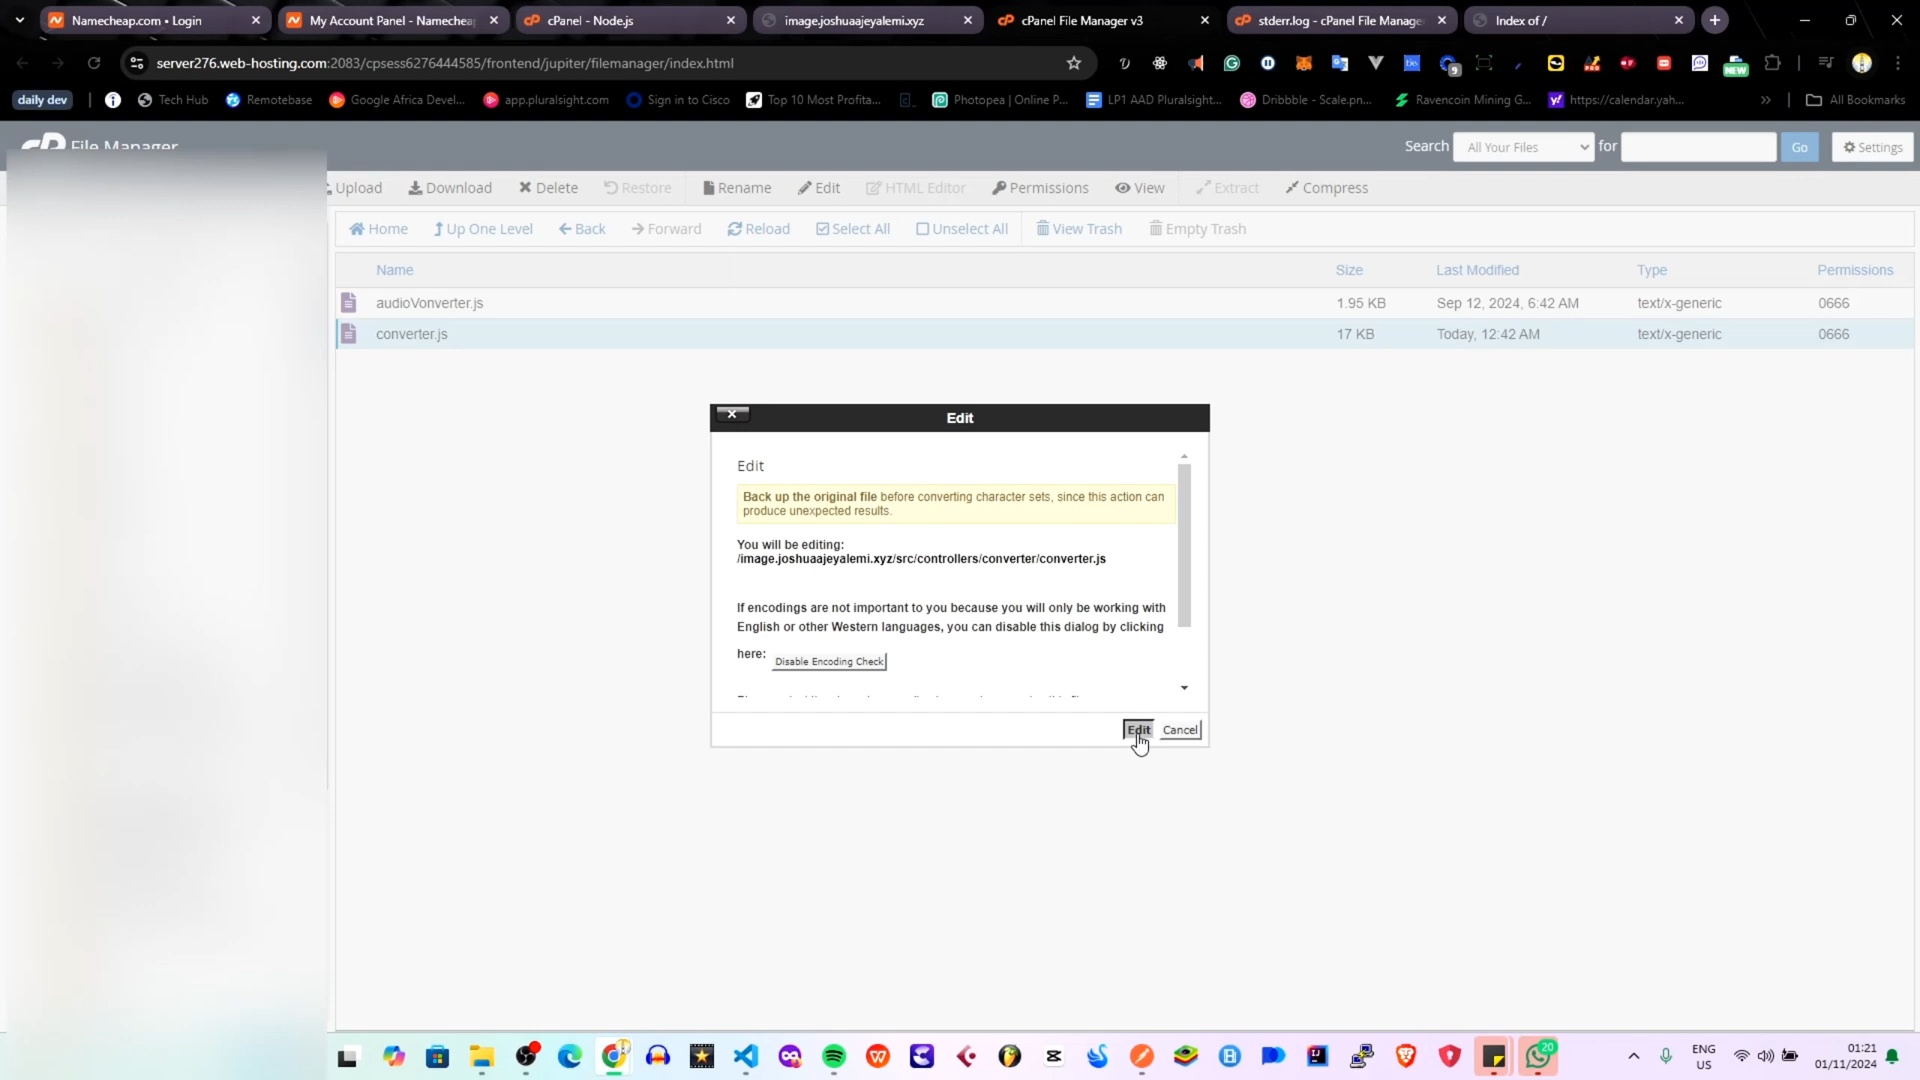 Namecheap.com • Login
My Account Panel - Namecheap
cPanel - Node.js
image.joshuaajeyalemi.xyz
cPanel File Manager v3
stderr.log - cPanel File Manager
Index of /
server276.web-hosting.com:2083/cpsess6276444585/frontend/jupiter/filemanager/index.html
9
NEW
daily dev
Tech Hub
Remotebase
Google Africa Devel...
app.pluralsight.com
Sign in to Cisco
Top 10 Most Profita...
Photopea | Online P...
LP1 AAD Pluralsight...
Dribbble - Scale.pn...
Ravencoin Mining G...
https://calendar.yah...
»
All Bookmarks
File Manager
Search
All Your Files
for
Go
Settings
Upload
Download
Delete
Restore
Rename
Edit
HTML Editor
Permissions
View
Extract
Compress
Home
Up One Level
Back
Forward
Reload
Select All
Unselect All
View Trash
Empty Trash
Name
Size
Last Modified
Type
Permissions
audioVonverter.js
1.95 KB
Sep 12, 2024, 6:42 AM
text/x-generic
0666
converter.js
17 KB
Today, 12:42 AM
text/x-generic
0666
Edit
Edit
Back up the original file before converting character sets, since this action can
produce unexpected results.
You will be editing:
/image.joshuaajeyalemi.xyz/src/controllers/converter/converter.js
If encodings are not important to you because you will only be working with
English or other Western languages, you can disable this dialog by clicking
here:
Disable Encoding Check
Edit
Cancel
20
ENG
US
01:21
01/11/2024